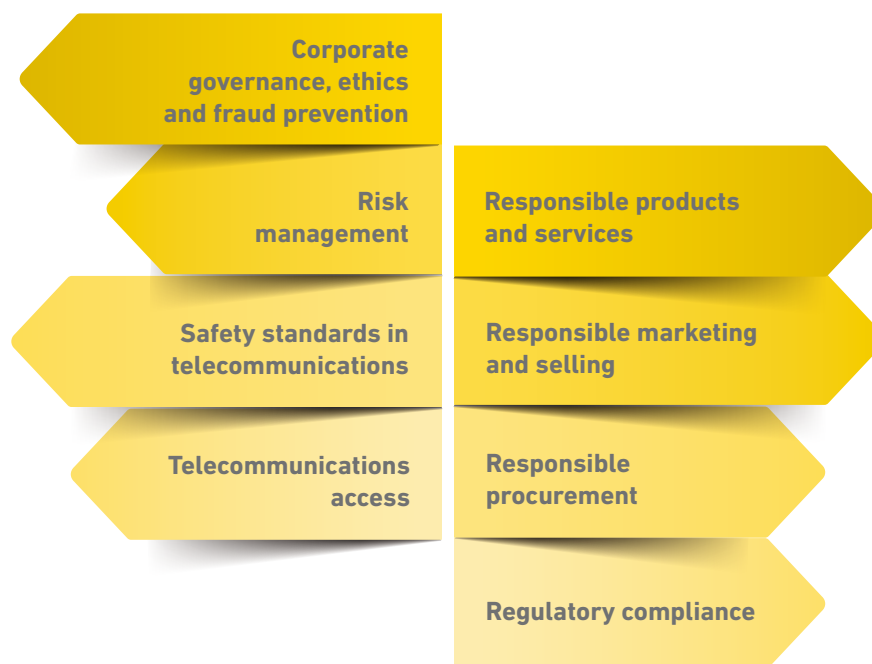 Corporate
governance, ethics
and fraud prevention
Risk
management
Safety standards in
telecommunications
Telecommunications
access
Responsible products
and services
Responsible marketing
and selling
Responsible
procurement
Regulatory compliance